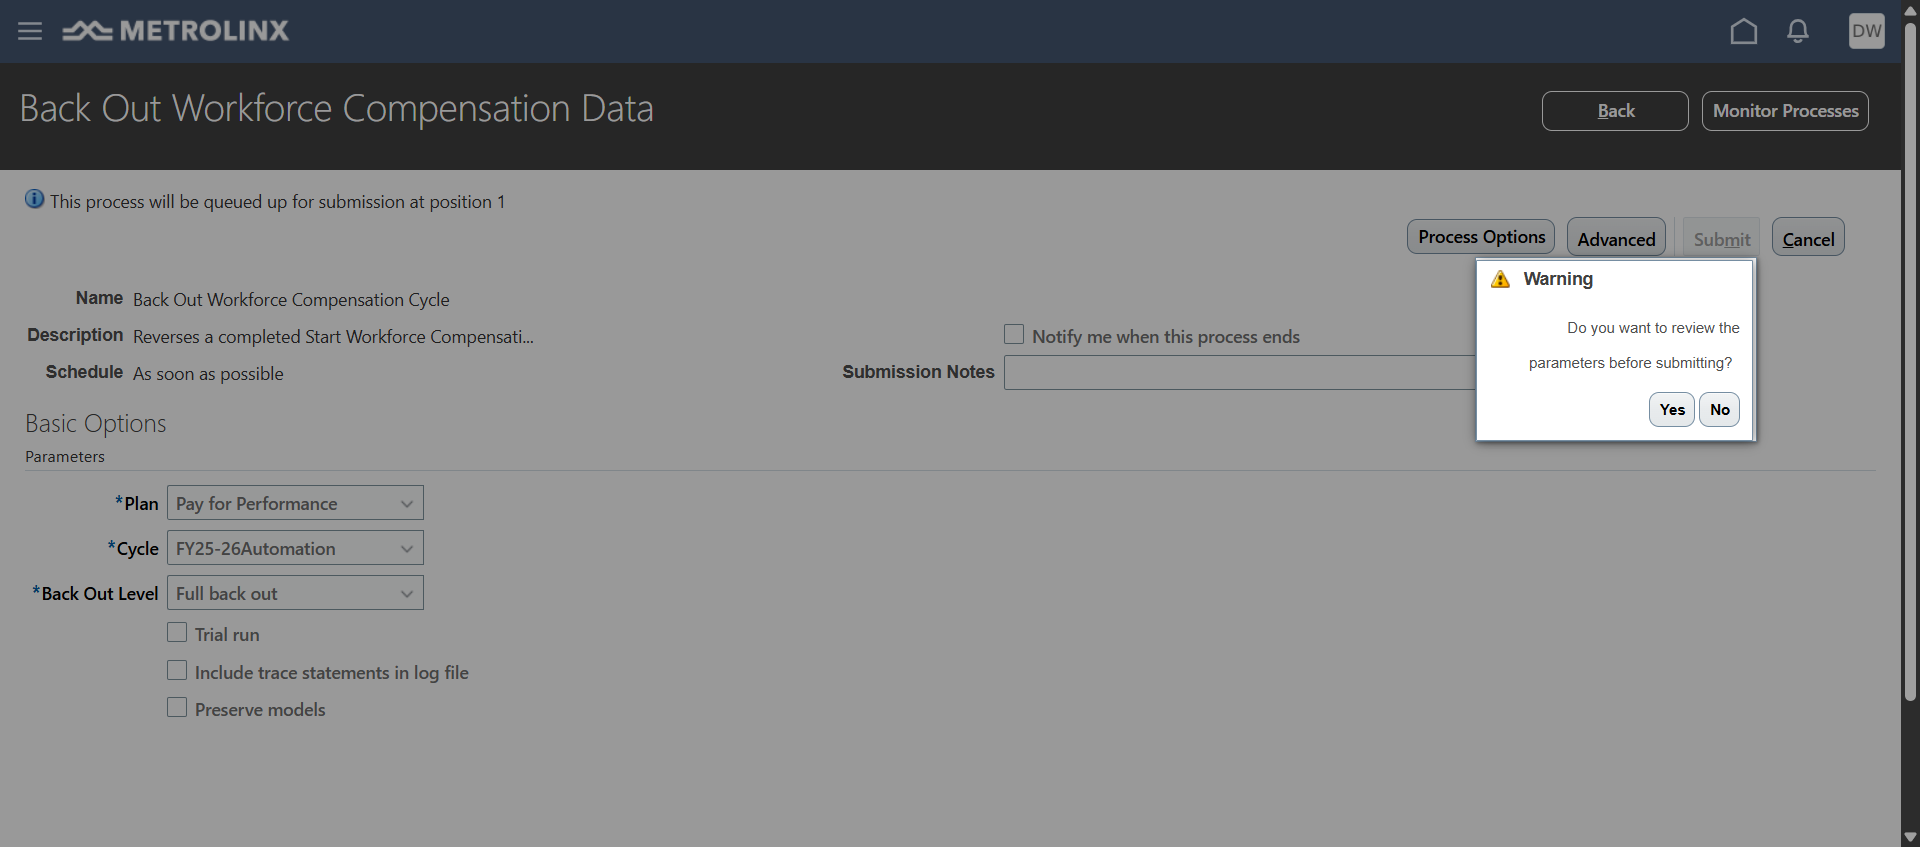 METROLINX
DW
Back Out Workforce Compensation Data
Back
Monitor Processes
This process will be queued up for submission at position 1
Process Options
Advanced
Submit
Cancel
Warning
Do you want to review the
parameters before submitting?
Yes
No
Name Back Out Workforce Compensation Cycle
Description Reverses a completed Start Workforce Compensati...
Notify me when this process ends
Schedule As soon as possible
Submission Notes
Basic Options
Parameters
*Plan Pay for Performance
*Cycle FY25-26Automation
*Back Out Level Full back out
Trial run
Include trace statements in log file
Preserve models